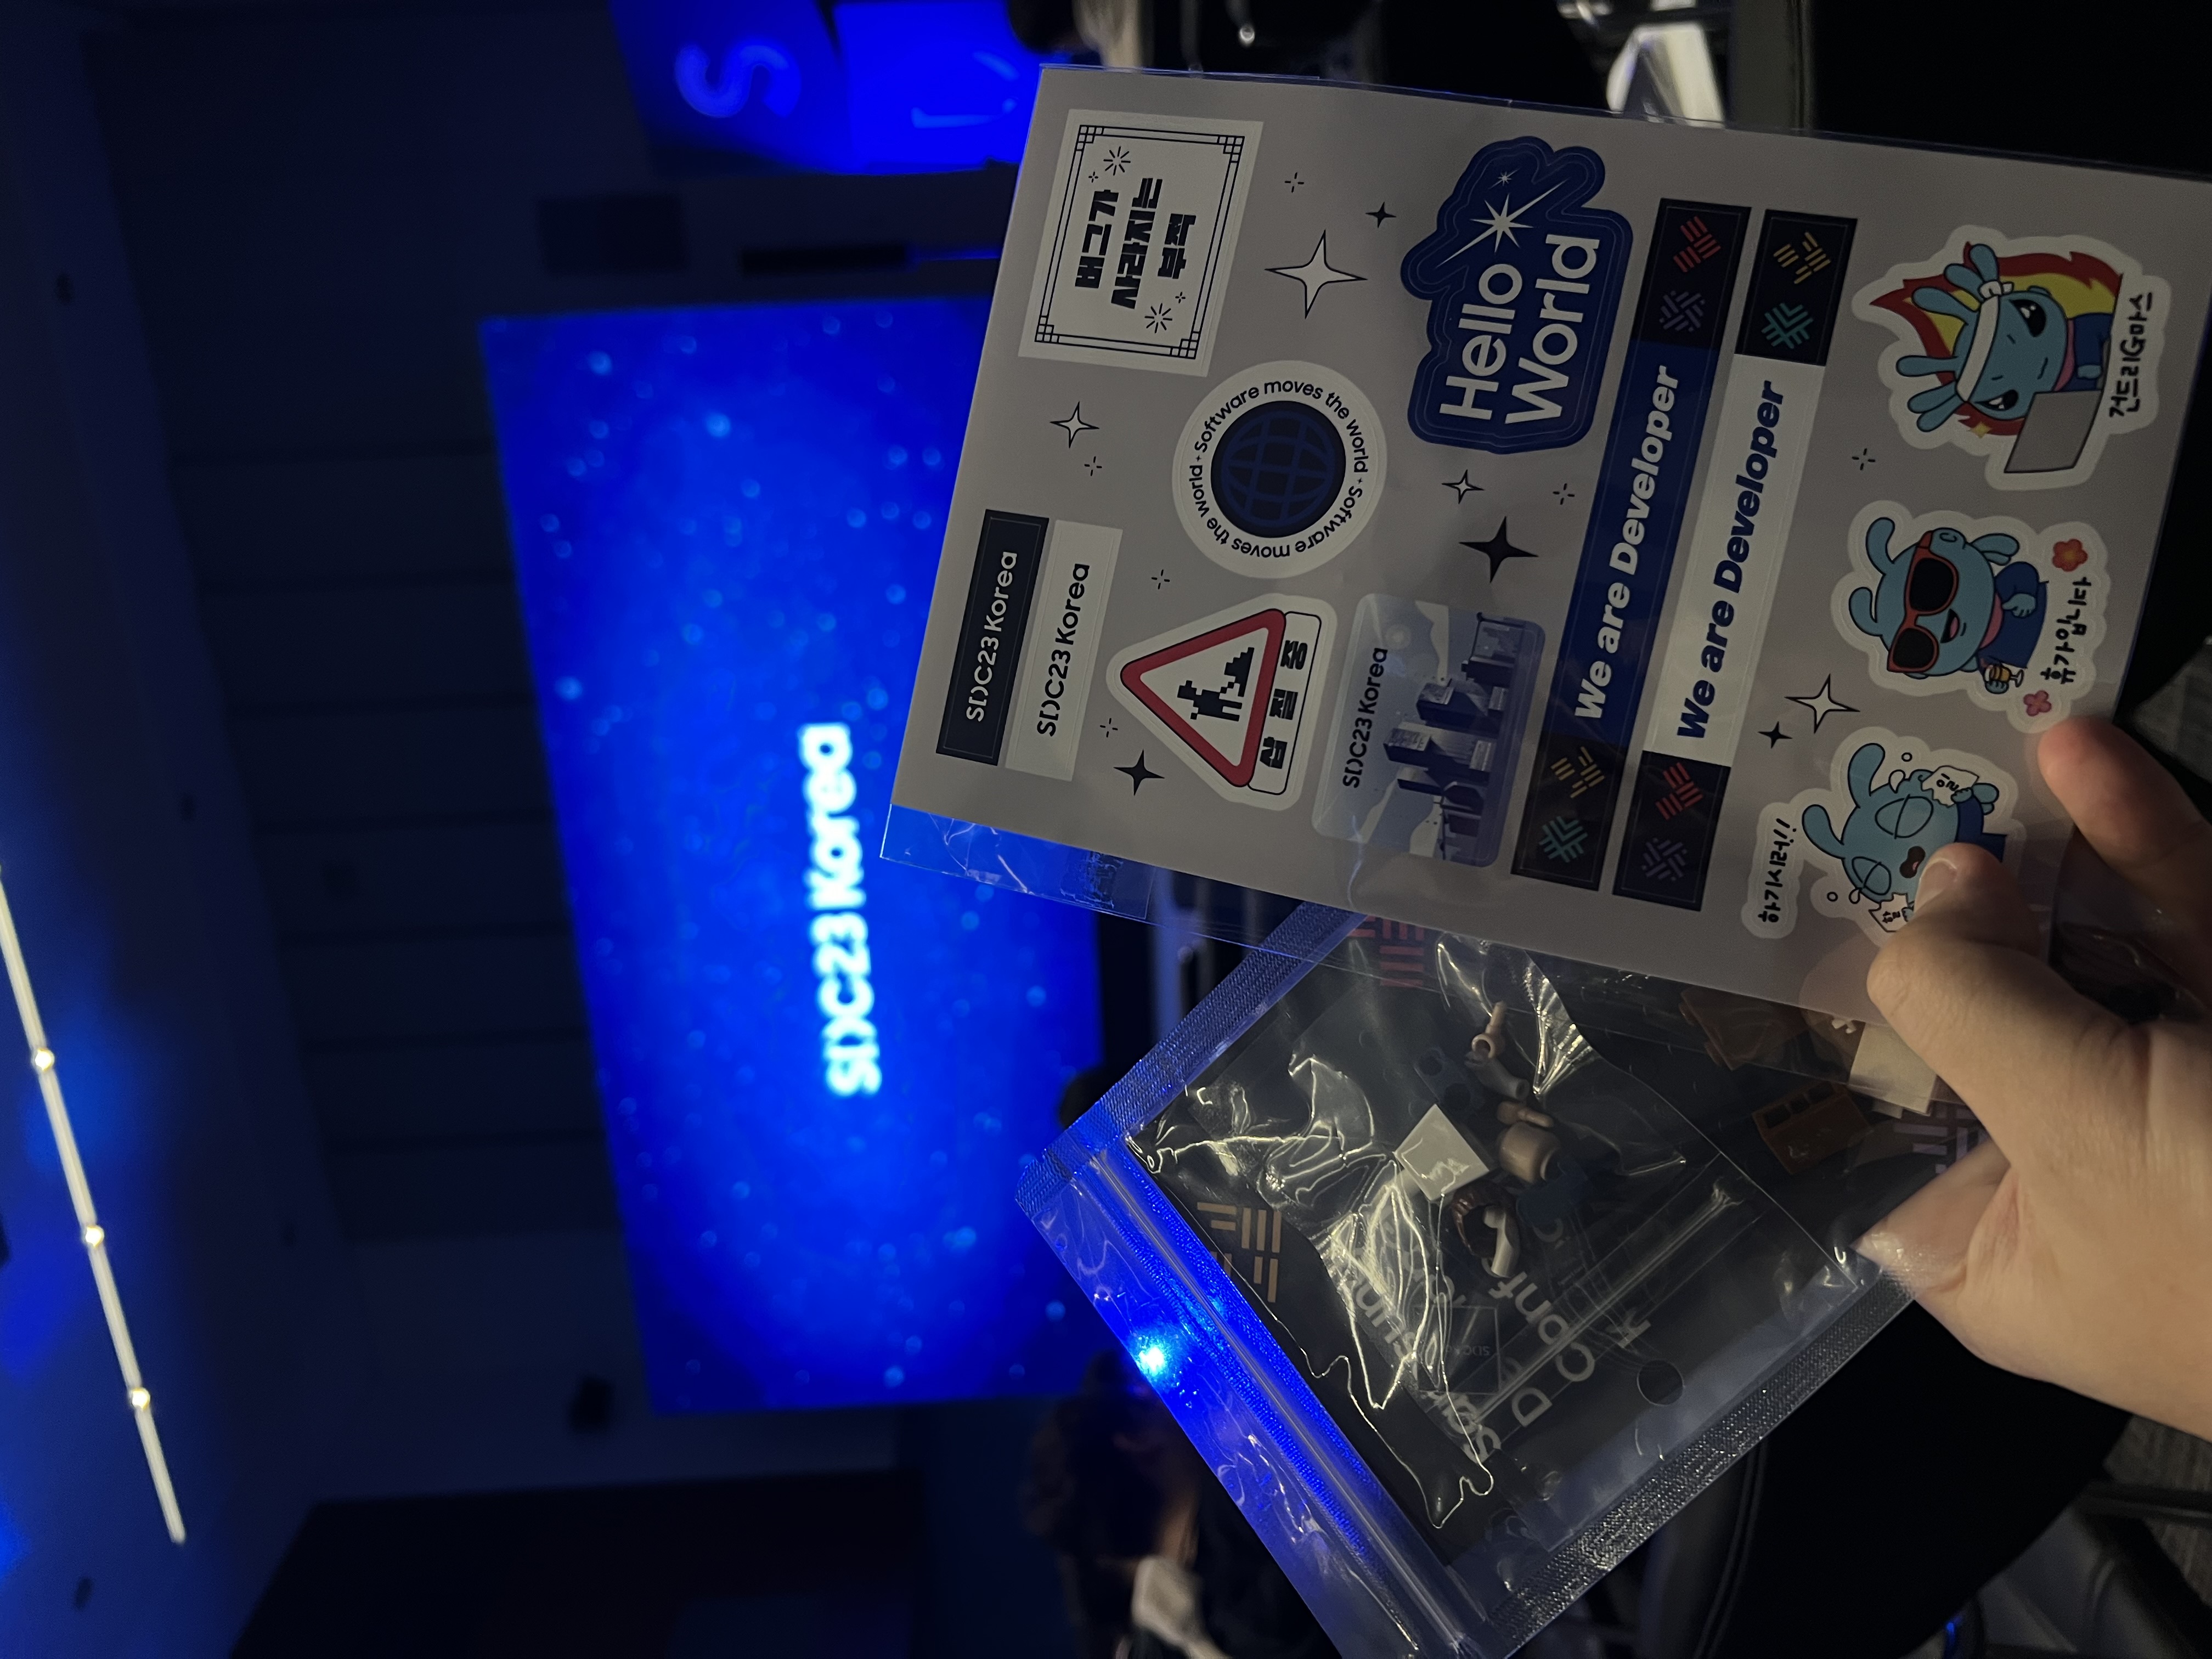 SDC23 Korea
S
SDC23 Korea
SDC23 Korea
버그가
사라지는
부적
삽질중
Software moves the world · Software moves the world ·
SDC23 Korea
Hello
World
We are Developer
We are Developer
하기시러!!
할
일
휴가입니다
건드리G마스